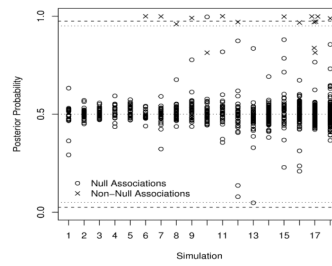 Posterior Probability
1.0
0.5
0.0
Null Associations
Non−Null Associations
1 2 3 4 5 6 7 8 9 11 13 15 17
Simulation